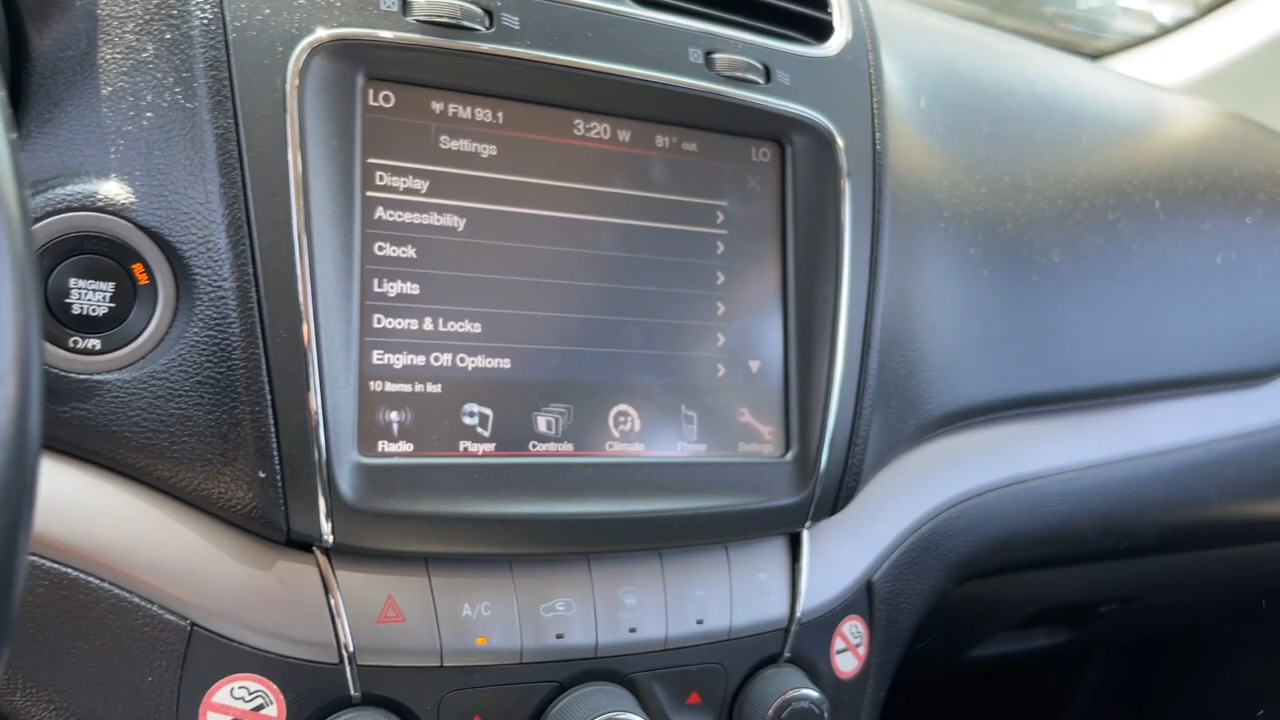 LO FM 93.1 3:20 W 81° out. LO
Settings
Display
Accessibility
Clock
Lights
Doors & Locks
Engine Off Options
10 items in list
Radio Player Controls Climate Phone Settings
RUN
ENGINE
START
STOP
A/C